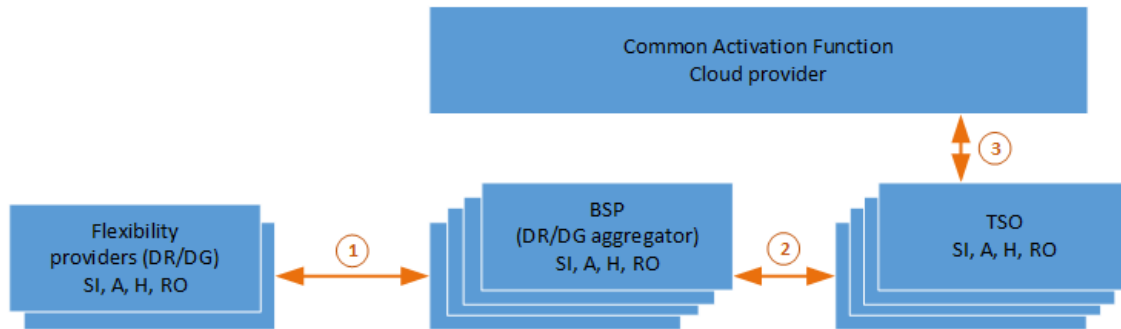 Common Activation Function
Cloud provider
3
Flexibility
providers (DR/DG)
SI, A, H, RO
1
BSP
(DR/DG aggregator)
SI, A, H, RO
2
TSO
SI, A, H, RO